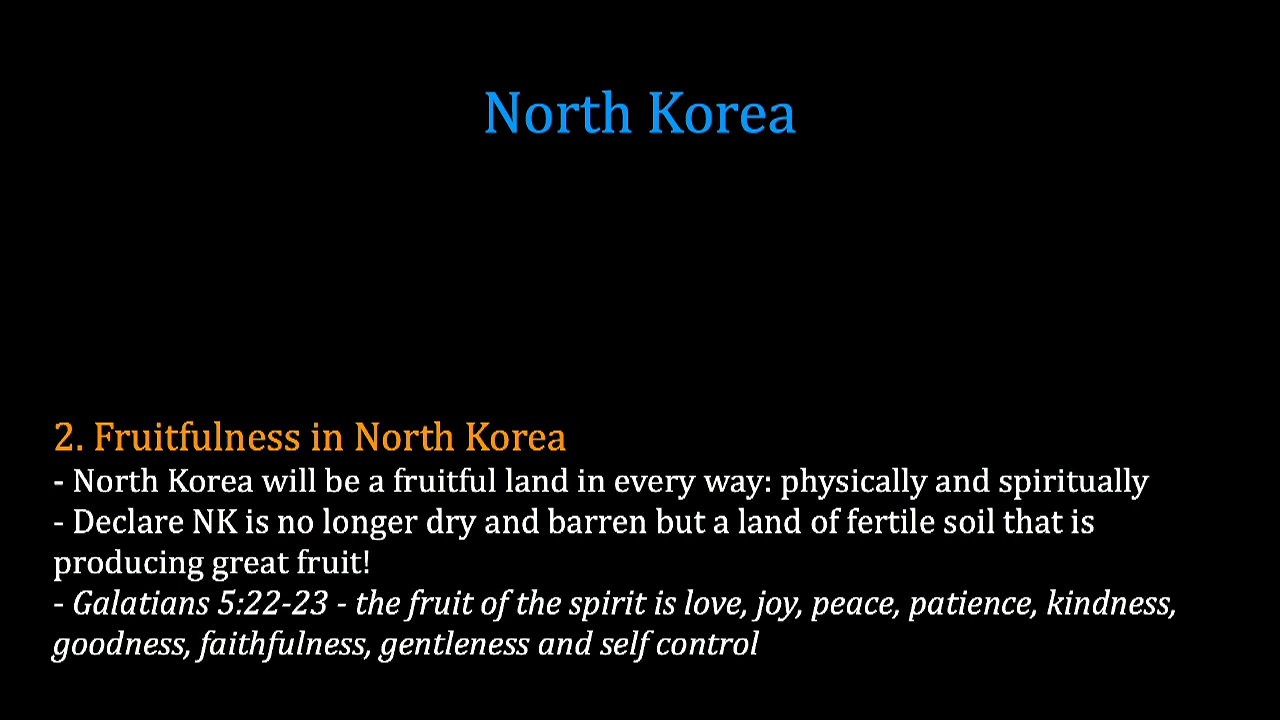 North Korea
2. Fruitfulness in North Korea
- North Korea will be a fruitful land in every way: physically and spiritually
- Declare NK is no longer dry and barren but a land of fertile soil that is
producing great fruit!
- Galatians 5:22-23 - the fruit of the spirit is love, joy, peace, patience, kindness,
goodness, faithfulness, gentleness and self control